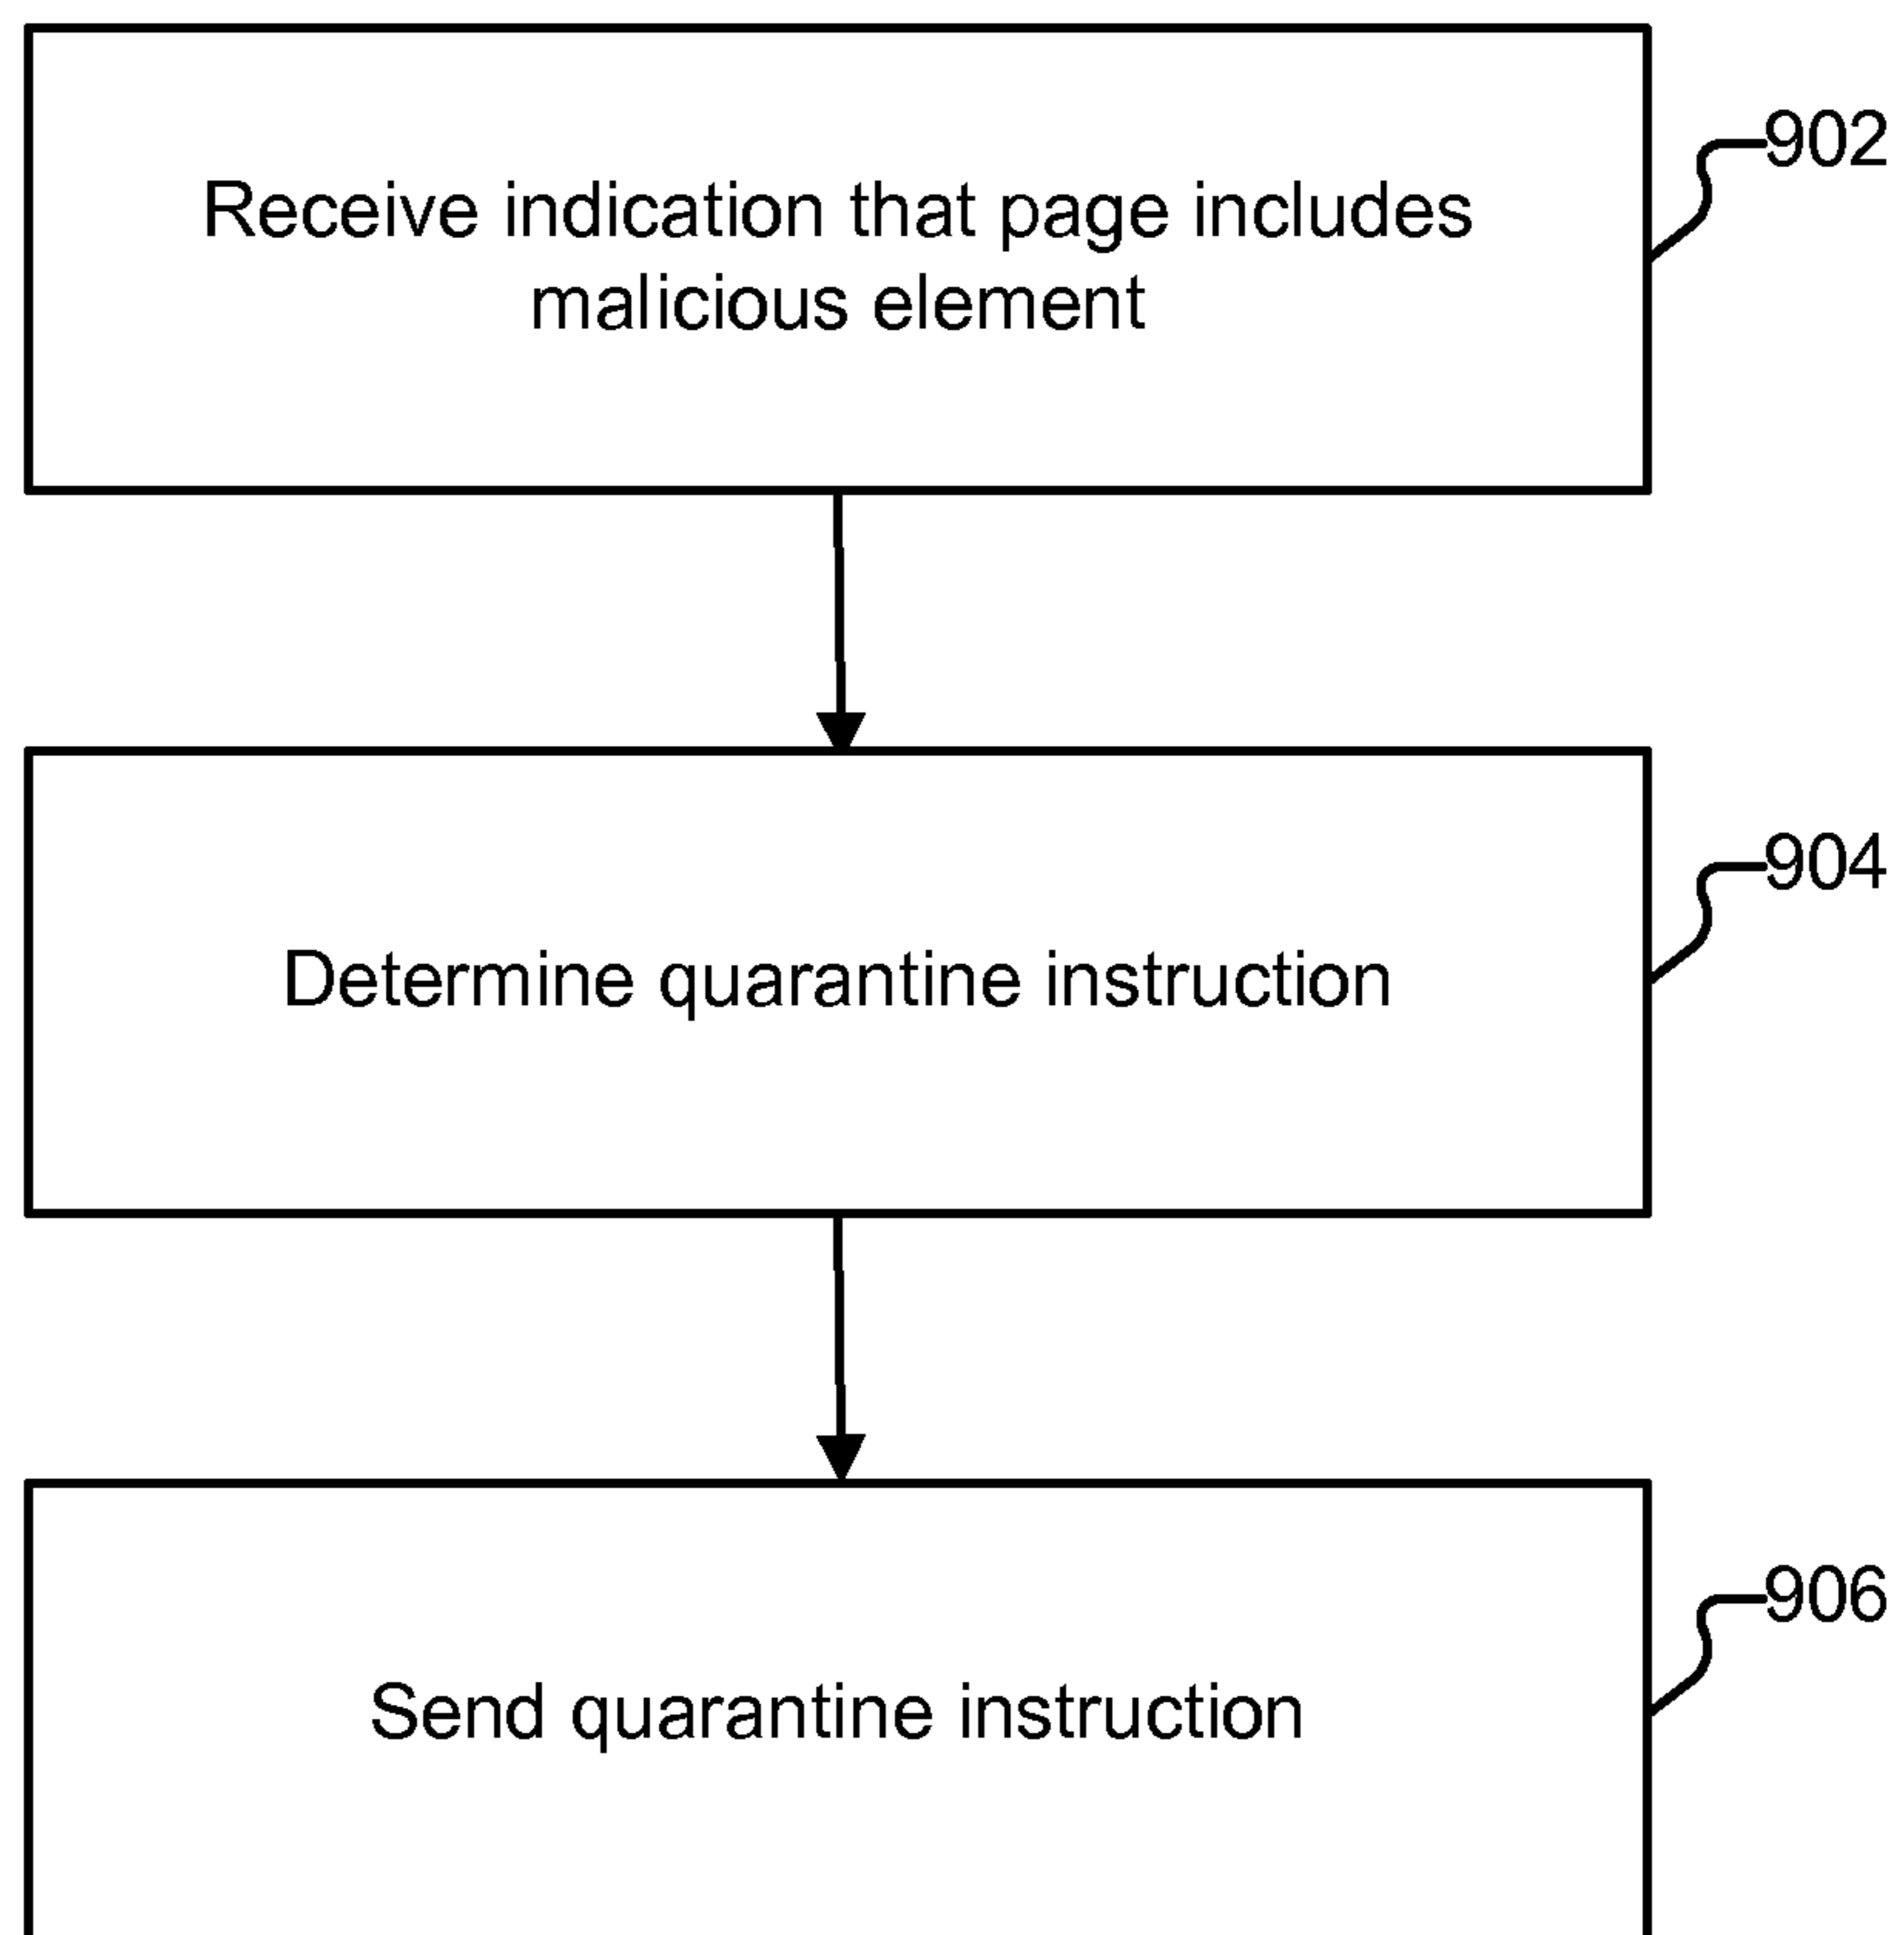 902
Receive indication that page includes
malicious element
904
Determine quarantine instruction
906
Send quarantine instruction